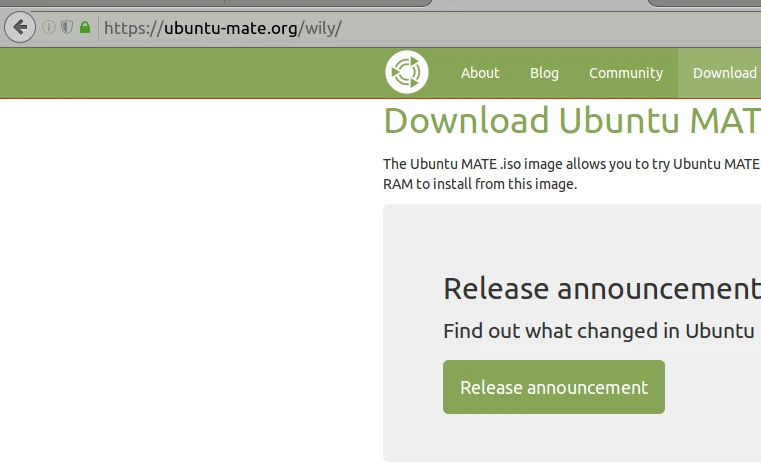 https://ubuntu-mate.org/wily/
About Blog Community Download
Download Ubuntu MAT
The Ubuntu MATE .iso image allows you to try Ubuntu MATE
RAM to install from this image.
Release announcement
Find out what changed in Ubuntu
Release announcement